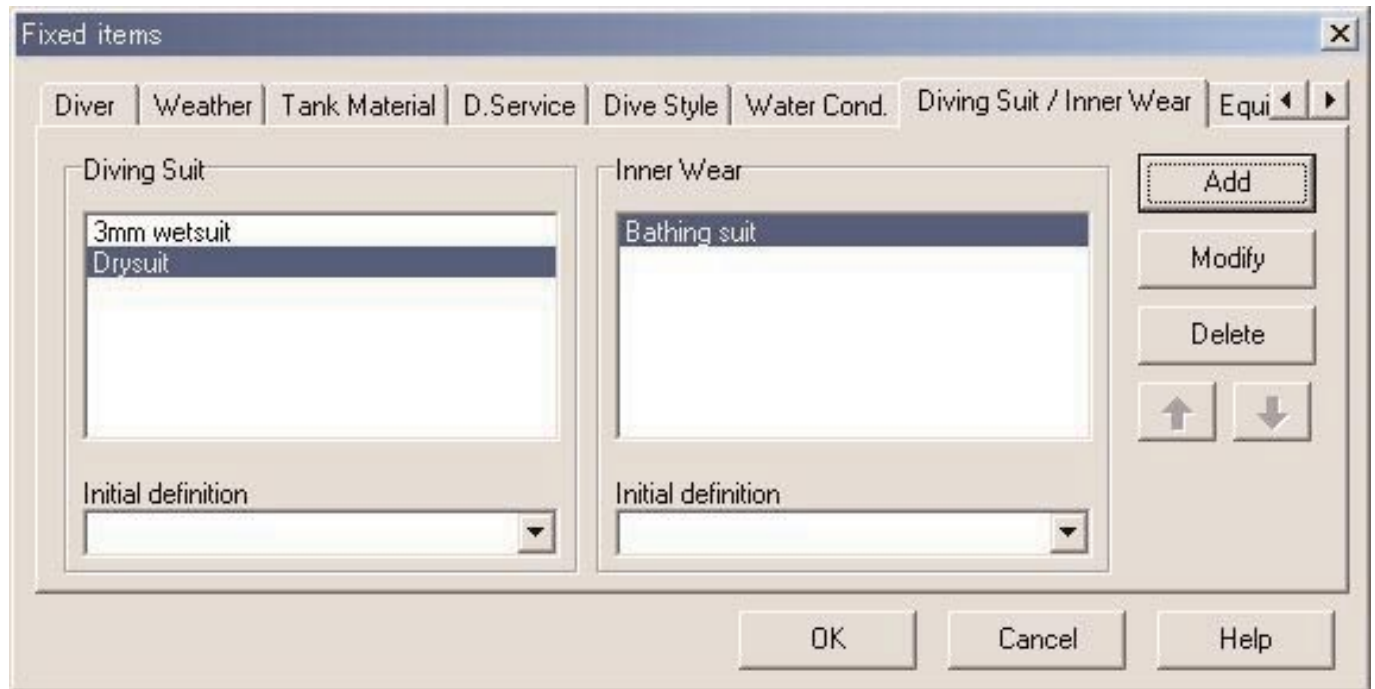 Fixed items
Diver Weather Tank Material D.Service Dive Style Water Cond. Diving Suit / Inner Wear Equi
Diving Suit
3mm wetsuit
Drysuit
Initial definition
Inner Wear
Bathing suit
Initial definition
Add
Modify
Delete
OK Cancel Help